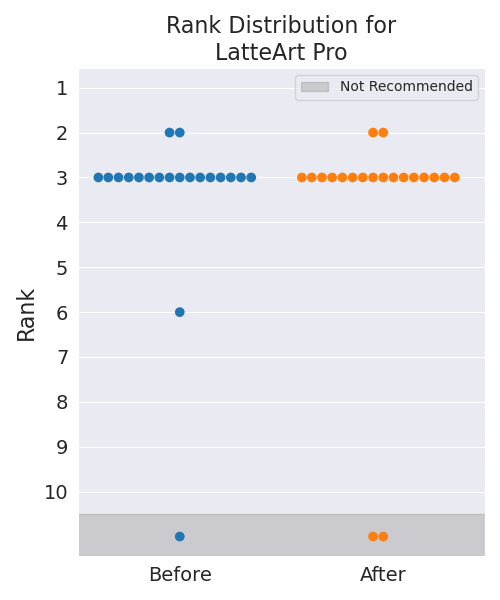 Rank Distribution for
LatteArt Pro
Not Recommended
Rank
1
2
3
4
5
6
7
8
9
10
Before
After